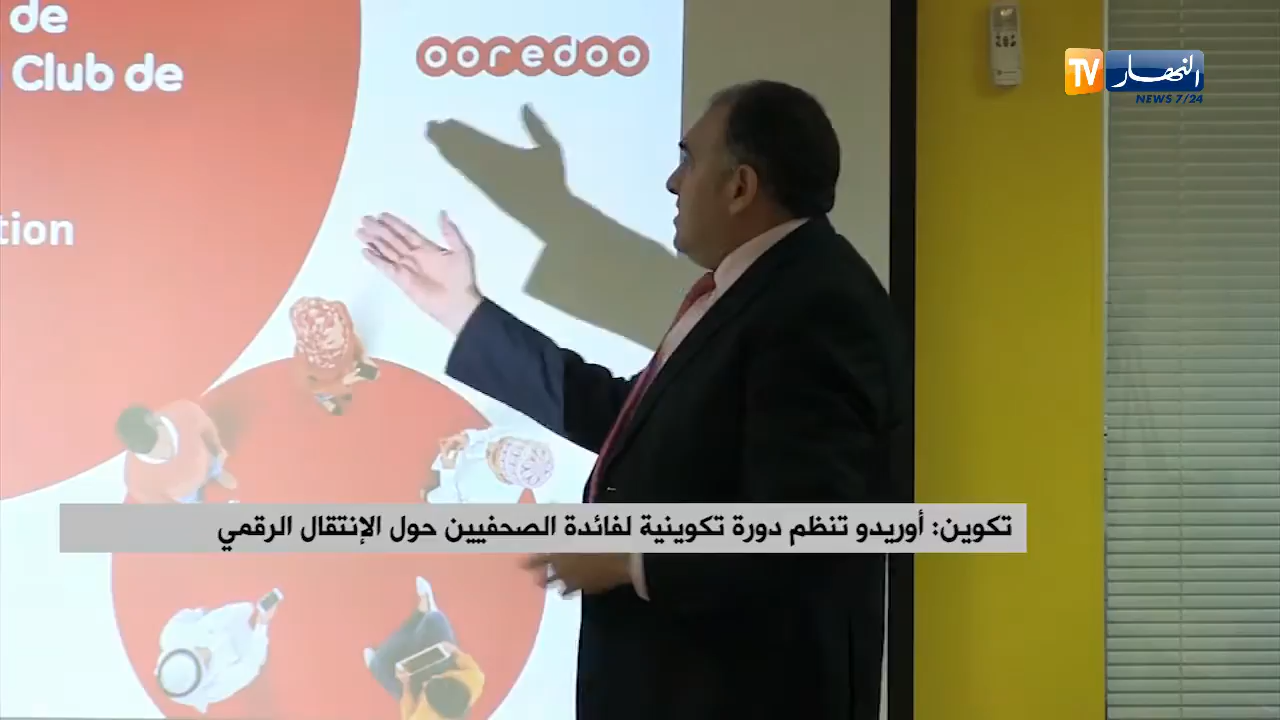 de
Club de
ooredoo
tion
TV النهار
NEWS 7/24
تكوين: أوريدو تنظم دورة تكوينية لفائدة الصحفيين حول الإنتقال الرقمي